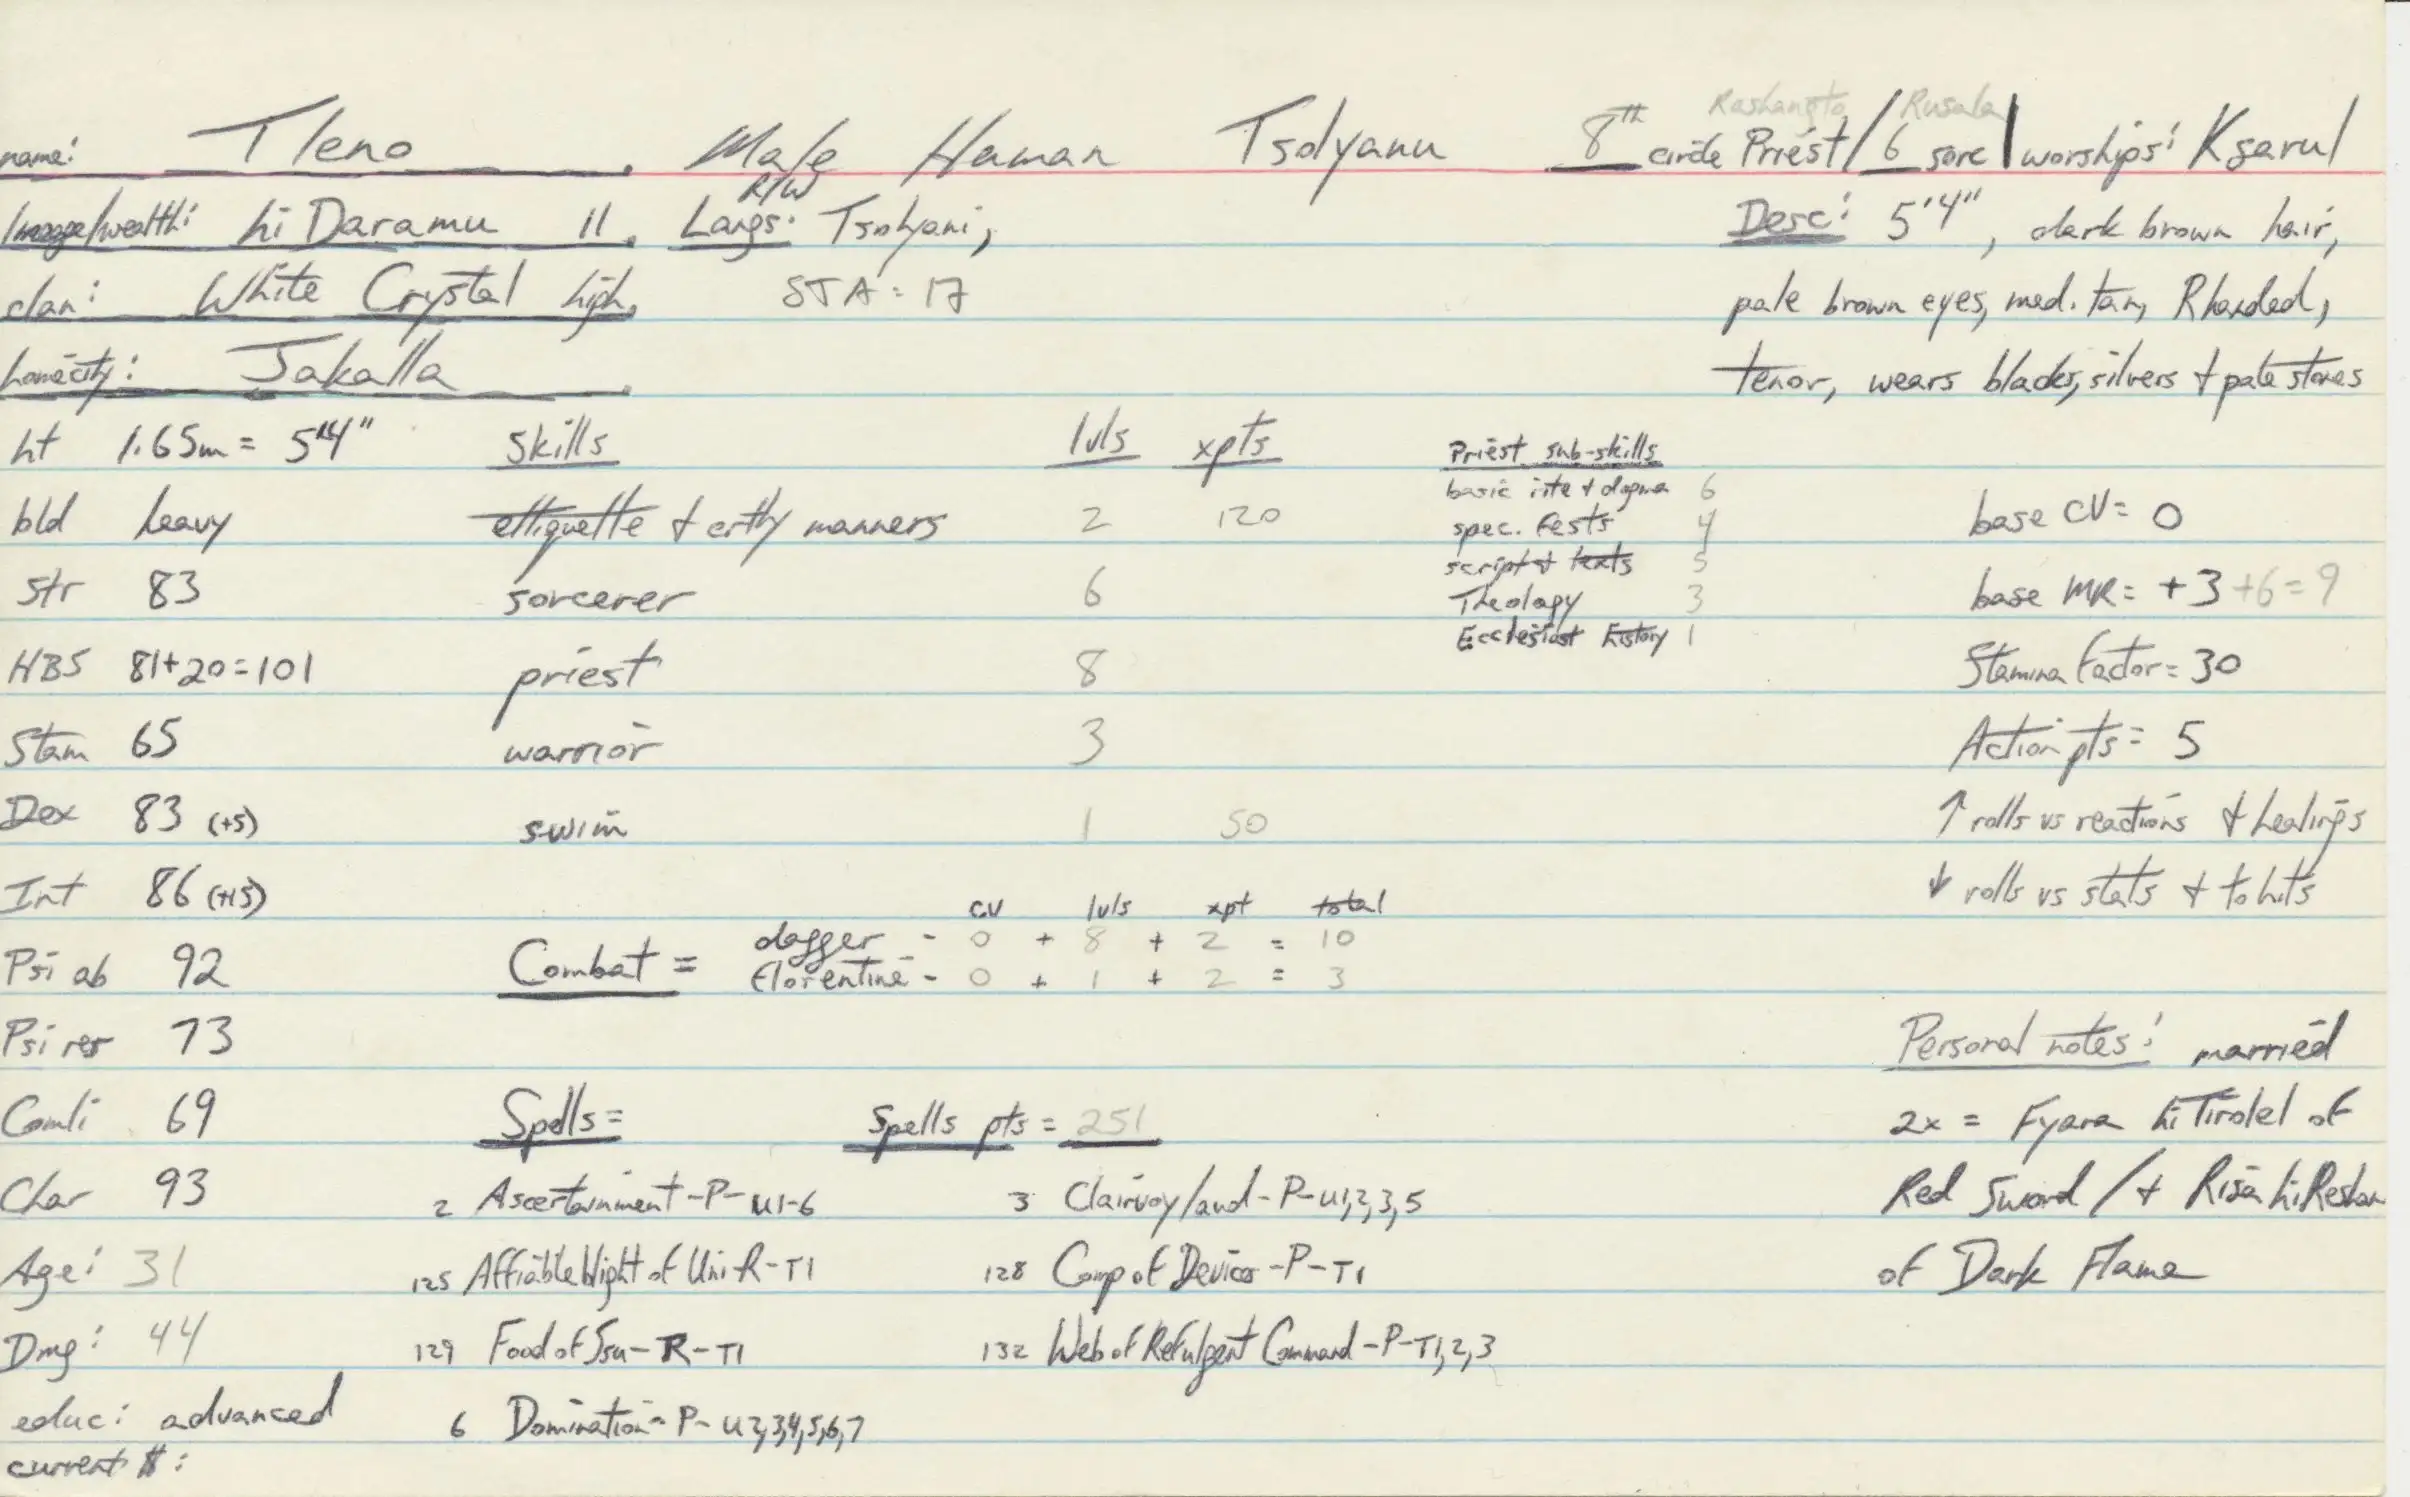 Rashangto Rusala
name: Tleno Male Human Tsolyanu 8th circle Priest/6 sorc | worships: Ksarul
R/W
lineage/wealth: hi Daramu 11. Langs: Tsolyani, Desc: 5'4", dark brown hair,
clan: White Crystal high. STA = 17 pale brown eyes, med. tan, R handed,
homecity: Jakalla tenor, wears blacks, silvers + pale stones
ht 1.65m = 5'4" skills lvls xpts Priest sub-skills
basic rite + dogma 6
bld heavy ettiquette + crtly manners 2 120 spec. fests 4 base CV = 0
script + texts 5
str 83 sorcerer 6 Theology 3 base MR = +3 +6 = 9
Ecclesiast history 1
HBS 81+20=101 priest 8 Stamina factor = 30
Stam 65 warrior 3 Action pts = 5
Dex 83 (+5) swim 1 50 ↑ rolls vs reactions + healings
Int 86 (+15) ↓ rolls vs stats + to hits
cv lvls xpt total
dagger - 0 + 8 + 2 = 10
Psi ab 92 Combat = florentine - 0 + 1 + 2 = 3
Psi res 73 Personal notes: married
Comli 69 Spells = Spells pts = 251 2x = Fyara hiTirolel of
Char 93 2 Ascertainment-P-U1-6 3 Clairvoy/aud-P-U1,2,3,5 Red Sword /+ Risa hiReshan
Age: 31 125 Affiable Wight of Uni-R-T1 128 Comp of Devices-P-T1 of Dark Flame
Dmg: 44 129 Food of Ssu-R-T1 132 Web of Refulgent Command-P-T1,2,3
educ: advanced 6 Domination-P-U2,3,4,5,6,7
current $: